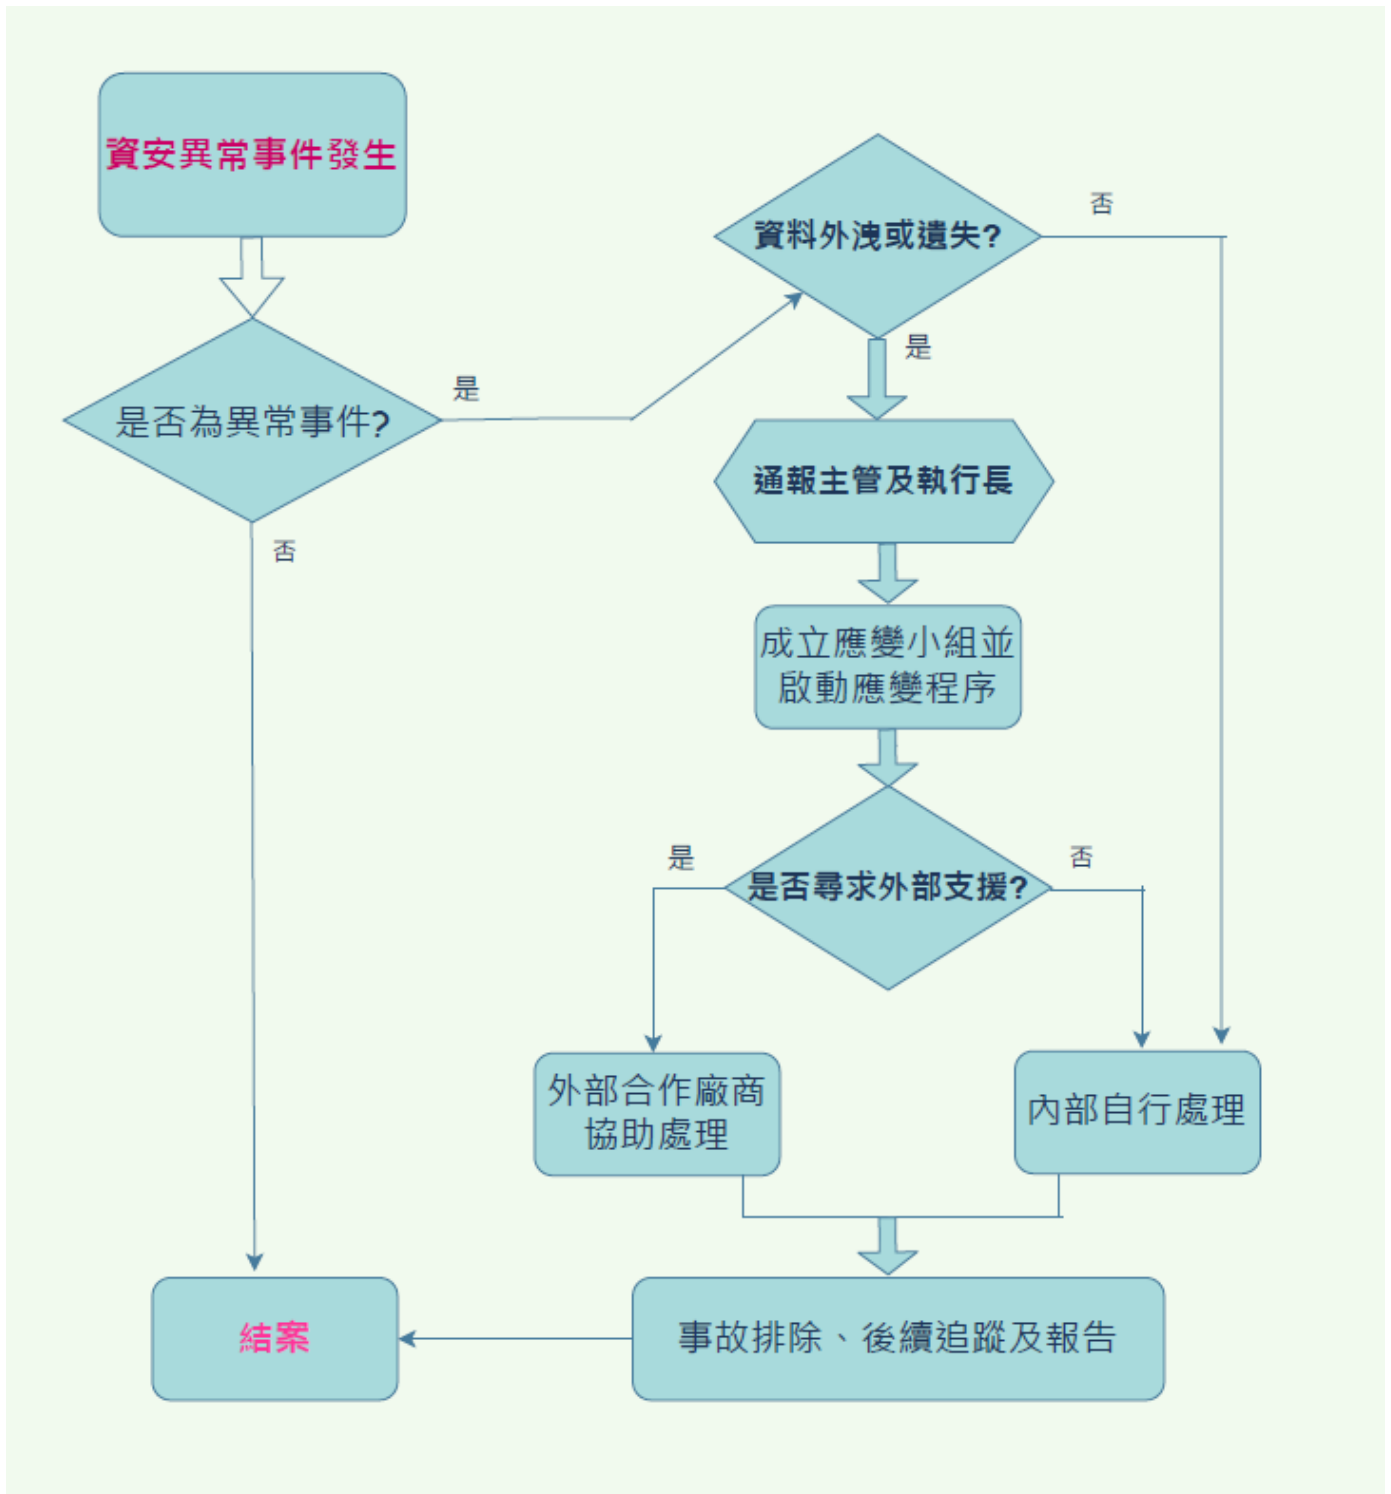 資安異常事件發生
是否為異常事件?
是
否
資料外洩或遺失?
否
是
通報主管及執行長
成立應變小組並
啟動應變程序
是否尋求外部支援?
是
否
外部合作廠商
協助處理
內部自行處理
事故排除、後續追蹤及報告
結案